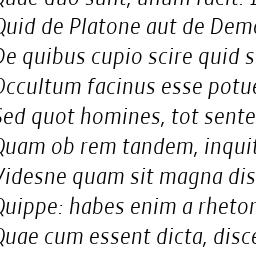 Quae duo sunt, unum facit.
Quid de Platone aut de Demo
De quibus cupio scire quid s
Occultum facinus esse potue
Sed quot homines, tot sente
Quam ob rem tandem, inquit
Videsne quam sit magna dis
Quippe: habes enim a rhetor
Quae cum essent dicta, disce